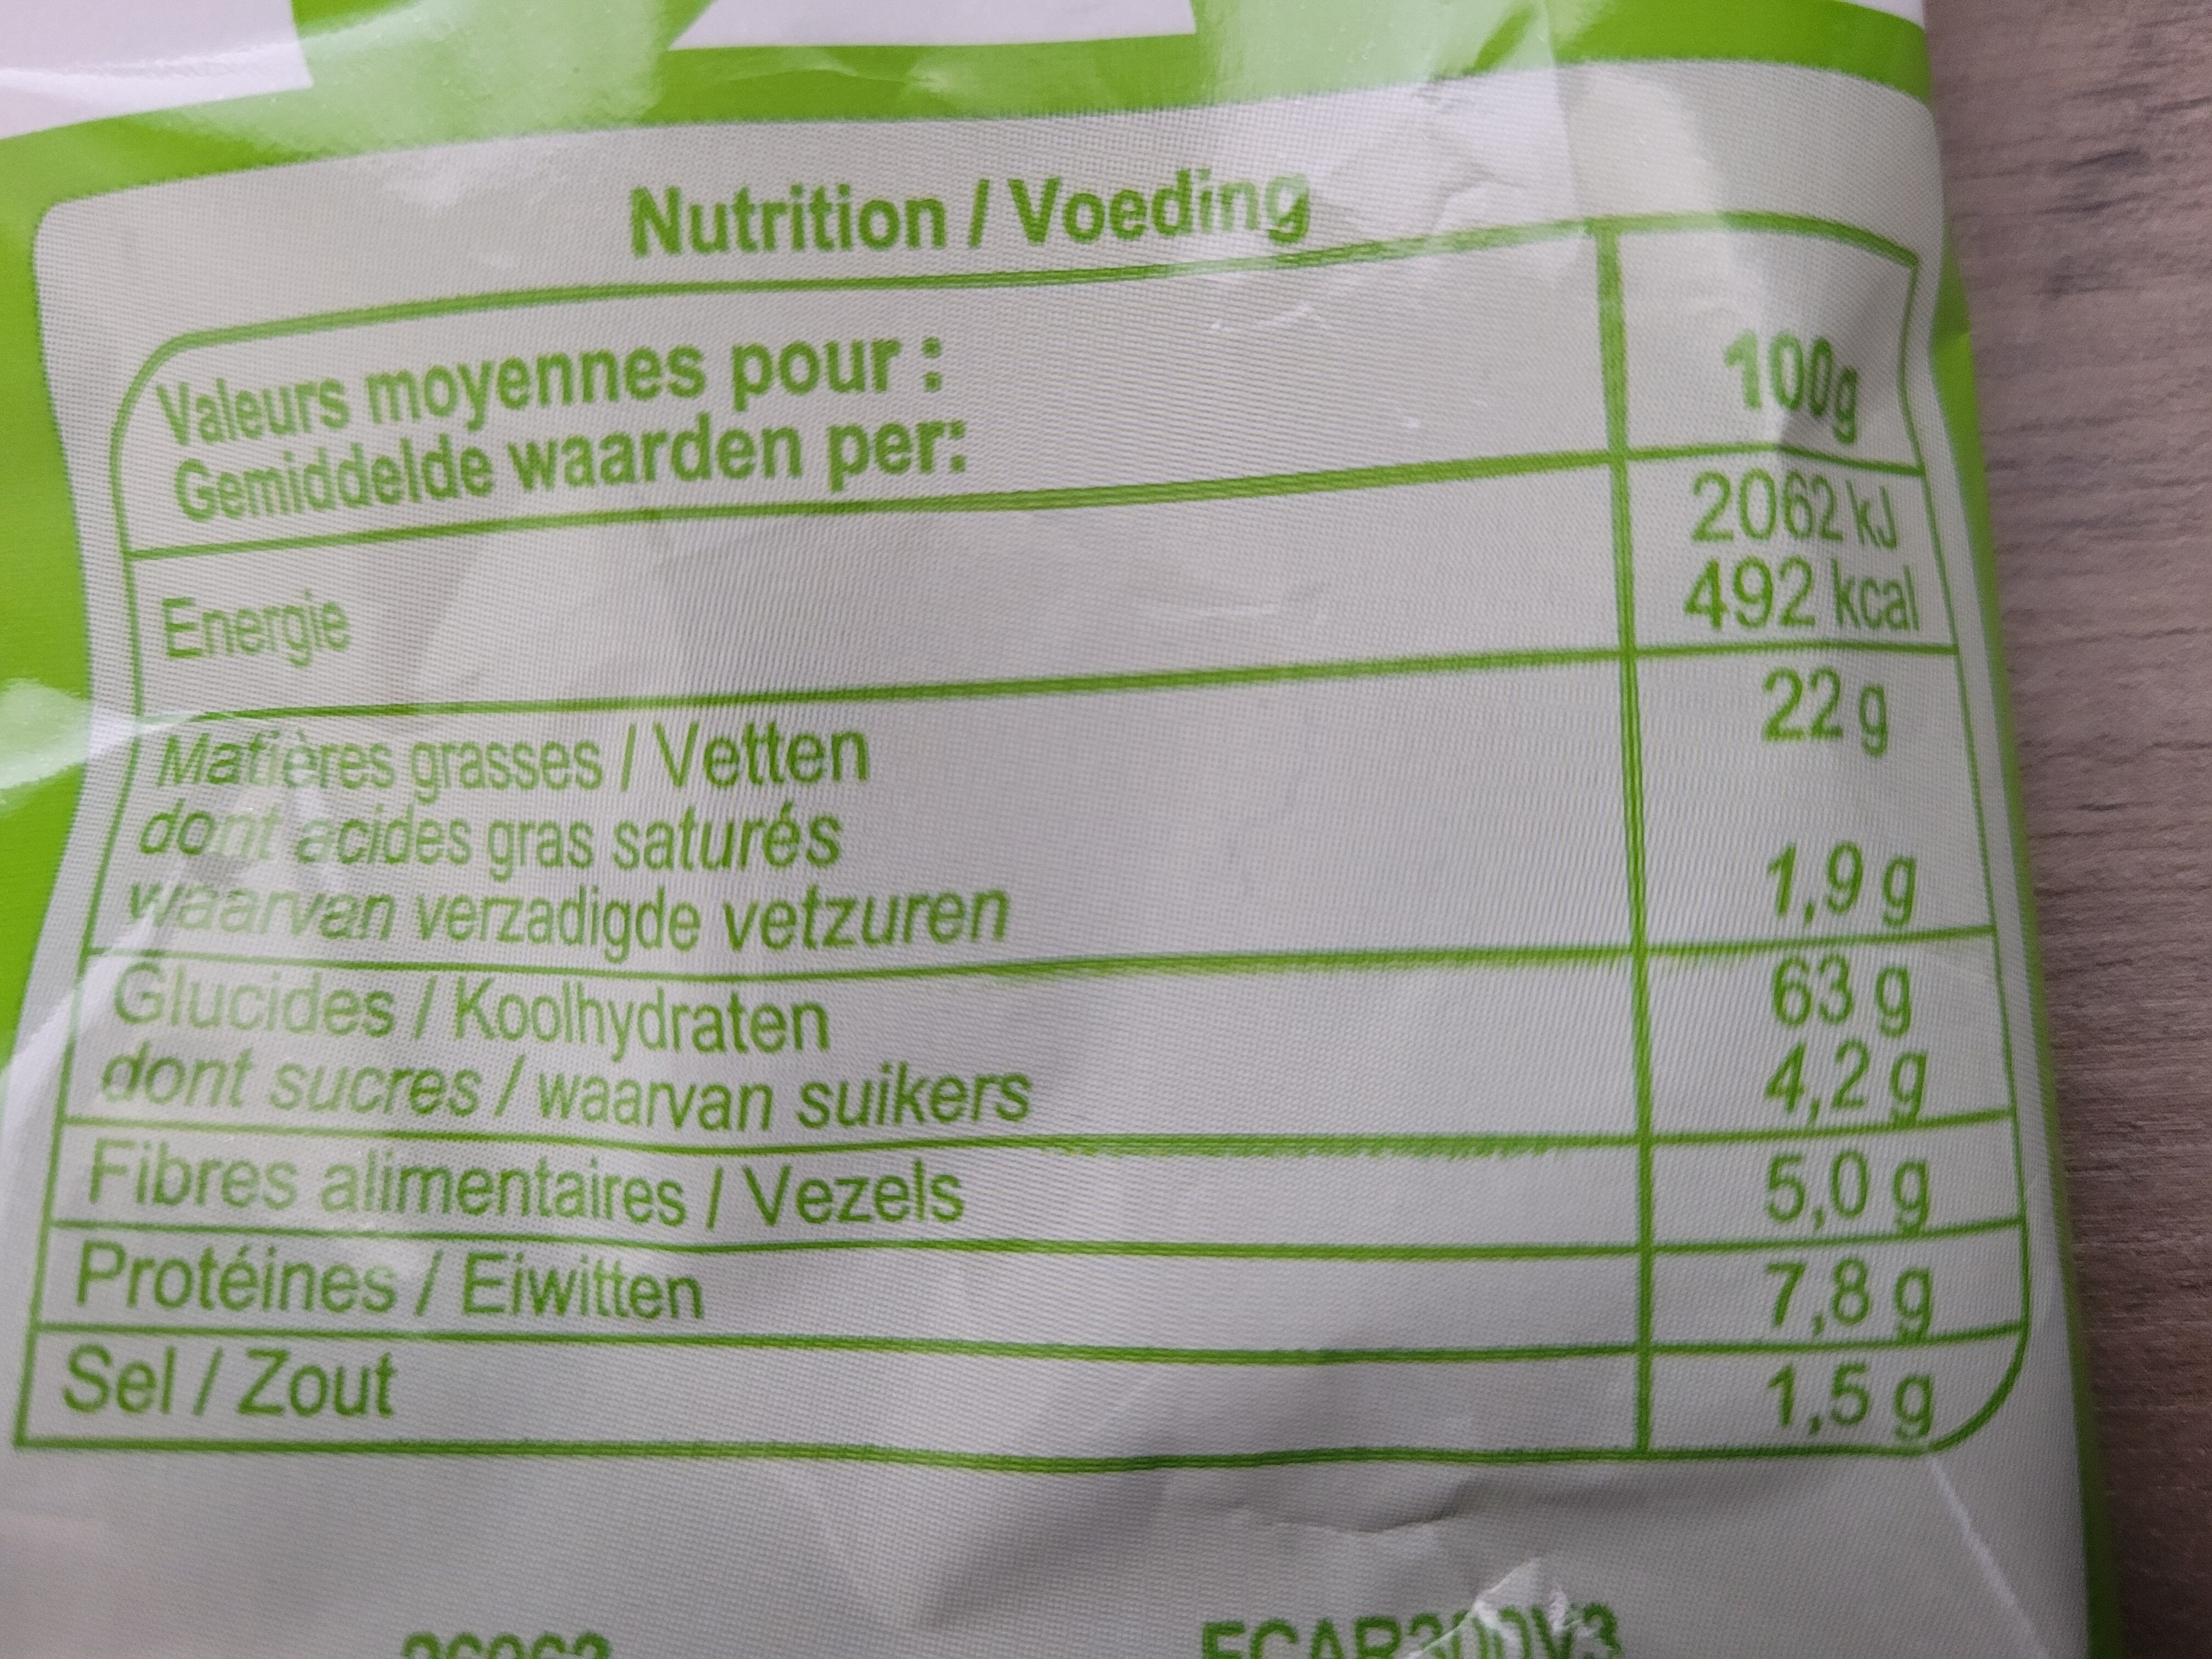 Nutrition / Voeding
Valeurs moyennes pour :
Gemiddelde waarden per:
100g
Energie
2062 kJ
492 kcal
Matières grasses / Vetten
22 g
dont acides gras saturés
waarvan verzadigde vetzuren
1,9 g
Glucides / Koolhydraten
63 g
dont sucres / waarvan suikers
4,2 g
Fibres alimentaires / Vezels
5,0 g
Protéines / Eiwitten
7,8 g
Sel / Zout
1,5 g